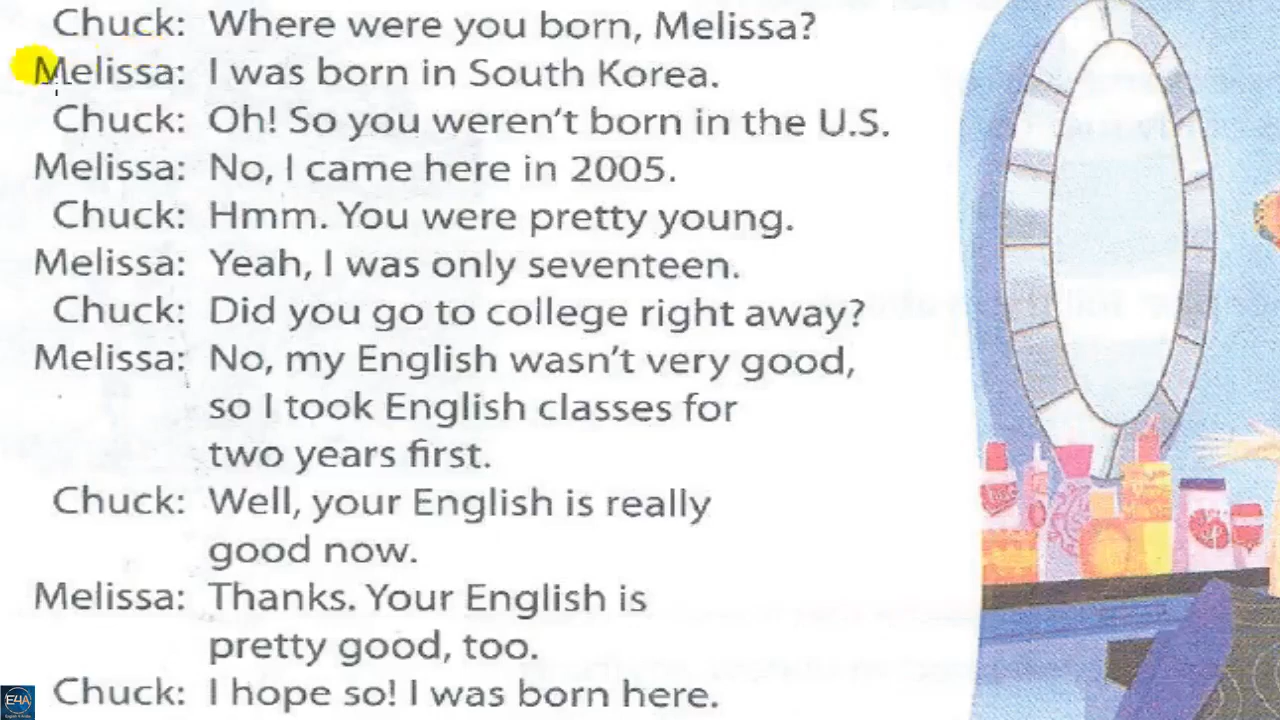 Chuck: Where were you born, Melissa?
Melissa: I was born in South Korea.
Chuck: Oh! So you weren't born in the U.S.
Melissa: No, I came here in 2005.
Chuck: Hmm. You were pretty young.
Melissa: Yeah, I was only seventeen.
Chuck: Did you go to college right away?
Melissa: No, my English wasn't very good,
so I took English classes for
two years first.
Chuck: Well, your English is really
good now.
Melissa: Thanks. Your English is
pretty good, too.
Chuck: I hope so! I was born here.
E4A